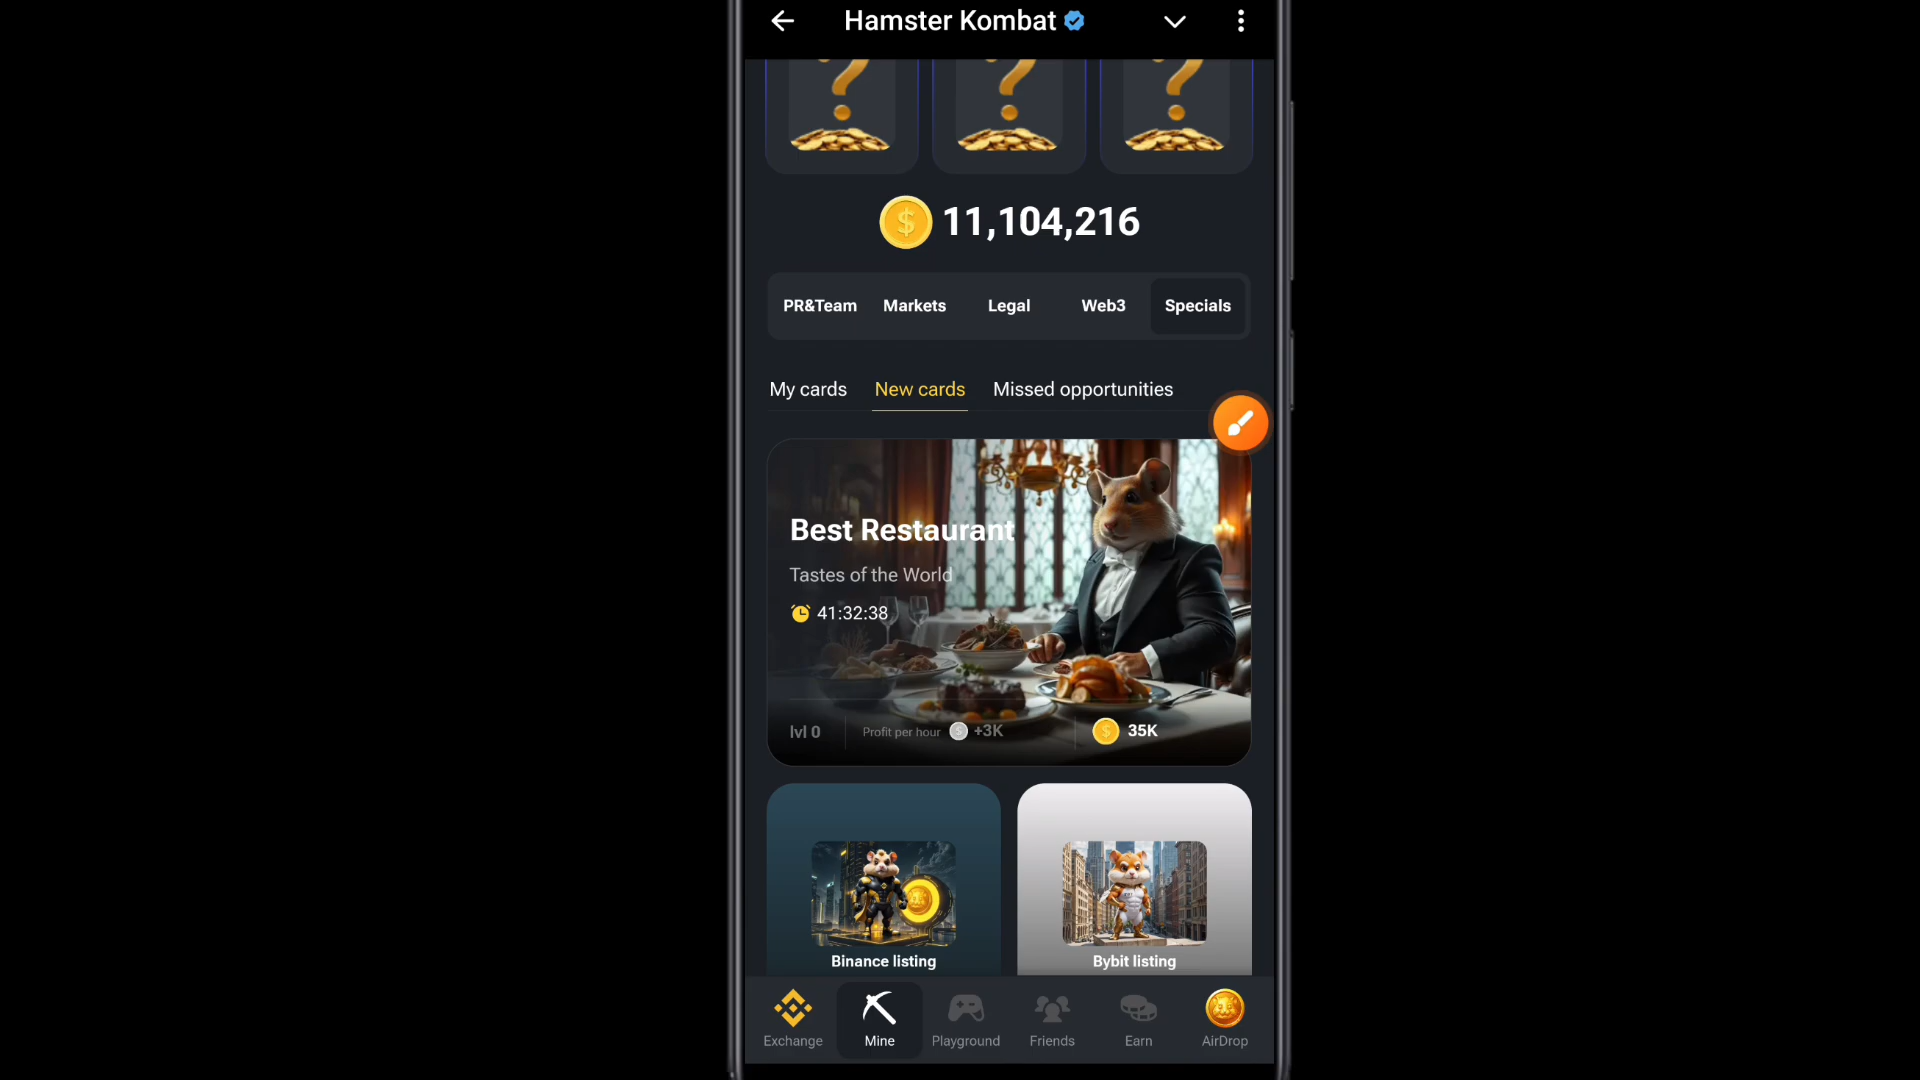 Hamster Kombat
11,104,216
PR&Team Markets Legal Web3 Specials
My cards New cards Missed opportunities
Best Restaurant
Tastes of the World
41:32:38
lvl 0 Profit per hour +3K 35K
Binance listing Bybit listing
Exchange Mine Playground Friends Earn AirDrop